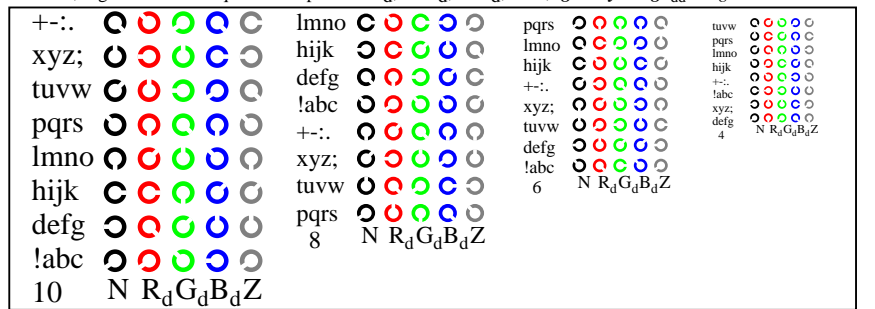 +-:.
xyz;
tuvw
pqrs
lmno
hijk
defg
!abc
10 N RdGdBdZ
lmno
hijk
defg
!abc
+-:.
xyz;
tuvw
pqrs
8 N RdGdBdZ
pqrs
lmno
hijk
+-:.
xyz;
tuvw
defg
!abc
6 N RdGdBdZ
tuvw
pqrs
lmno
hijk
+-:.
!abc
xyz;
defg
4 N RdGdBdZ